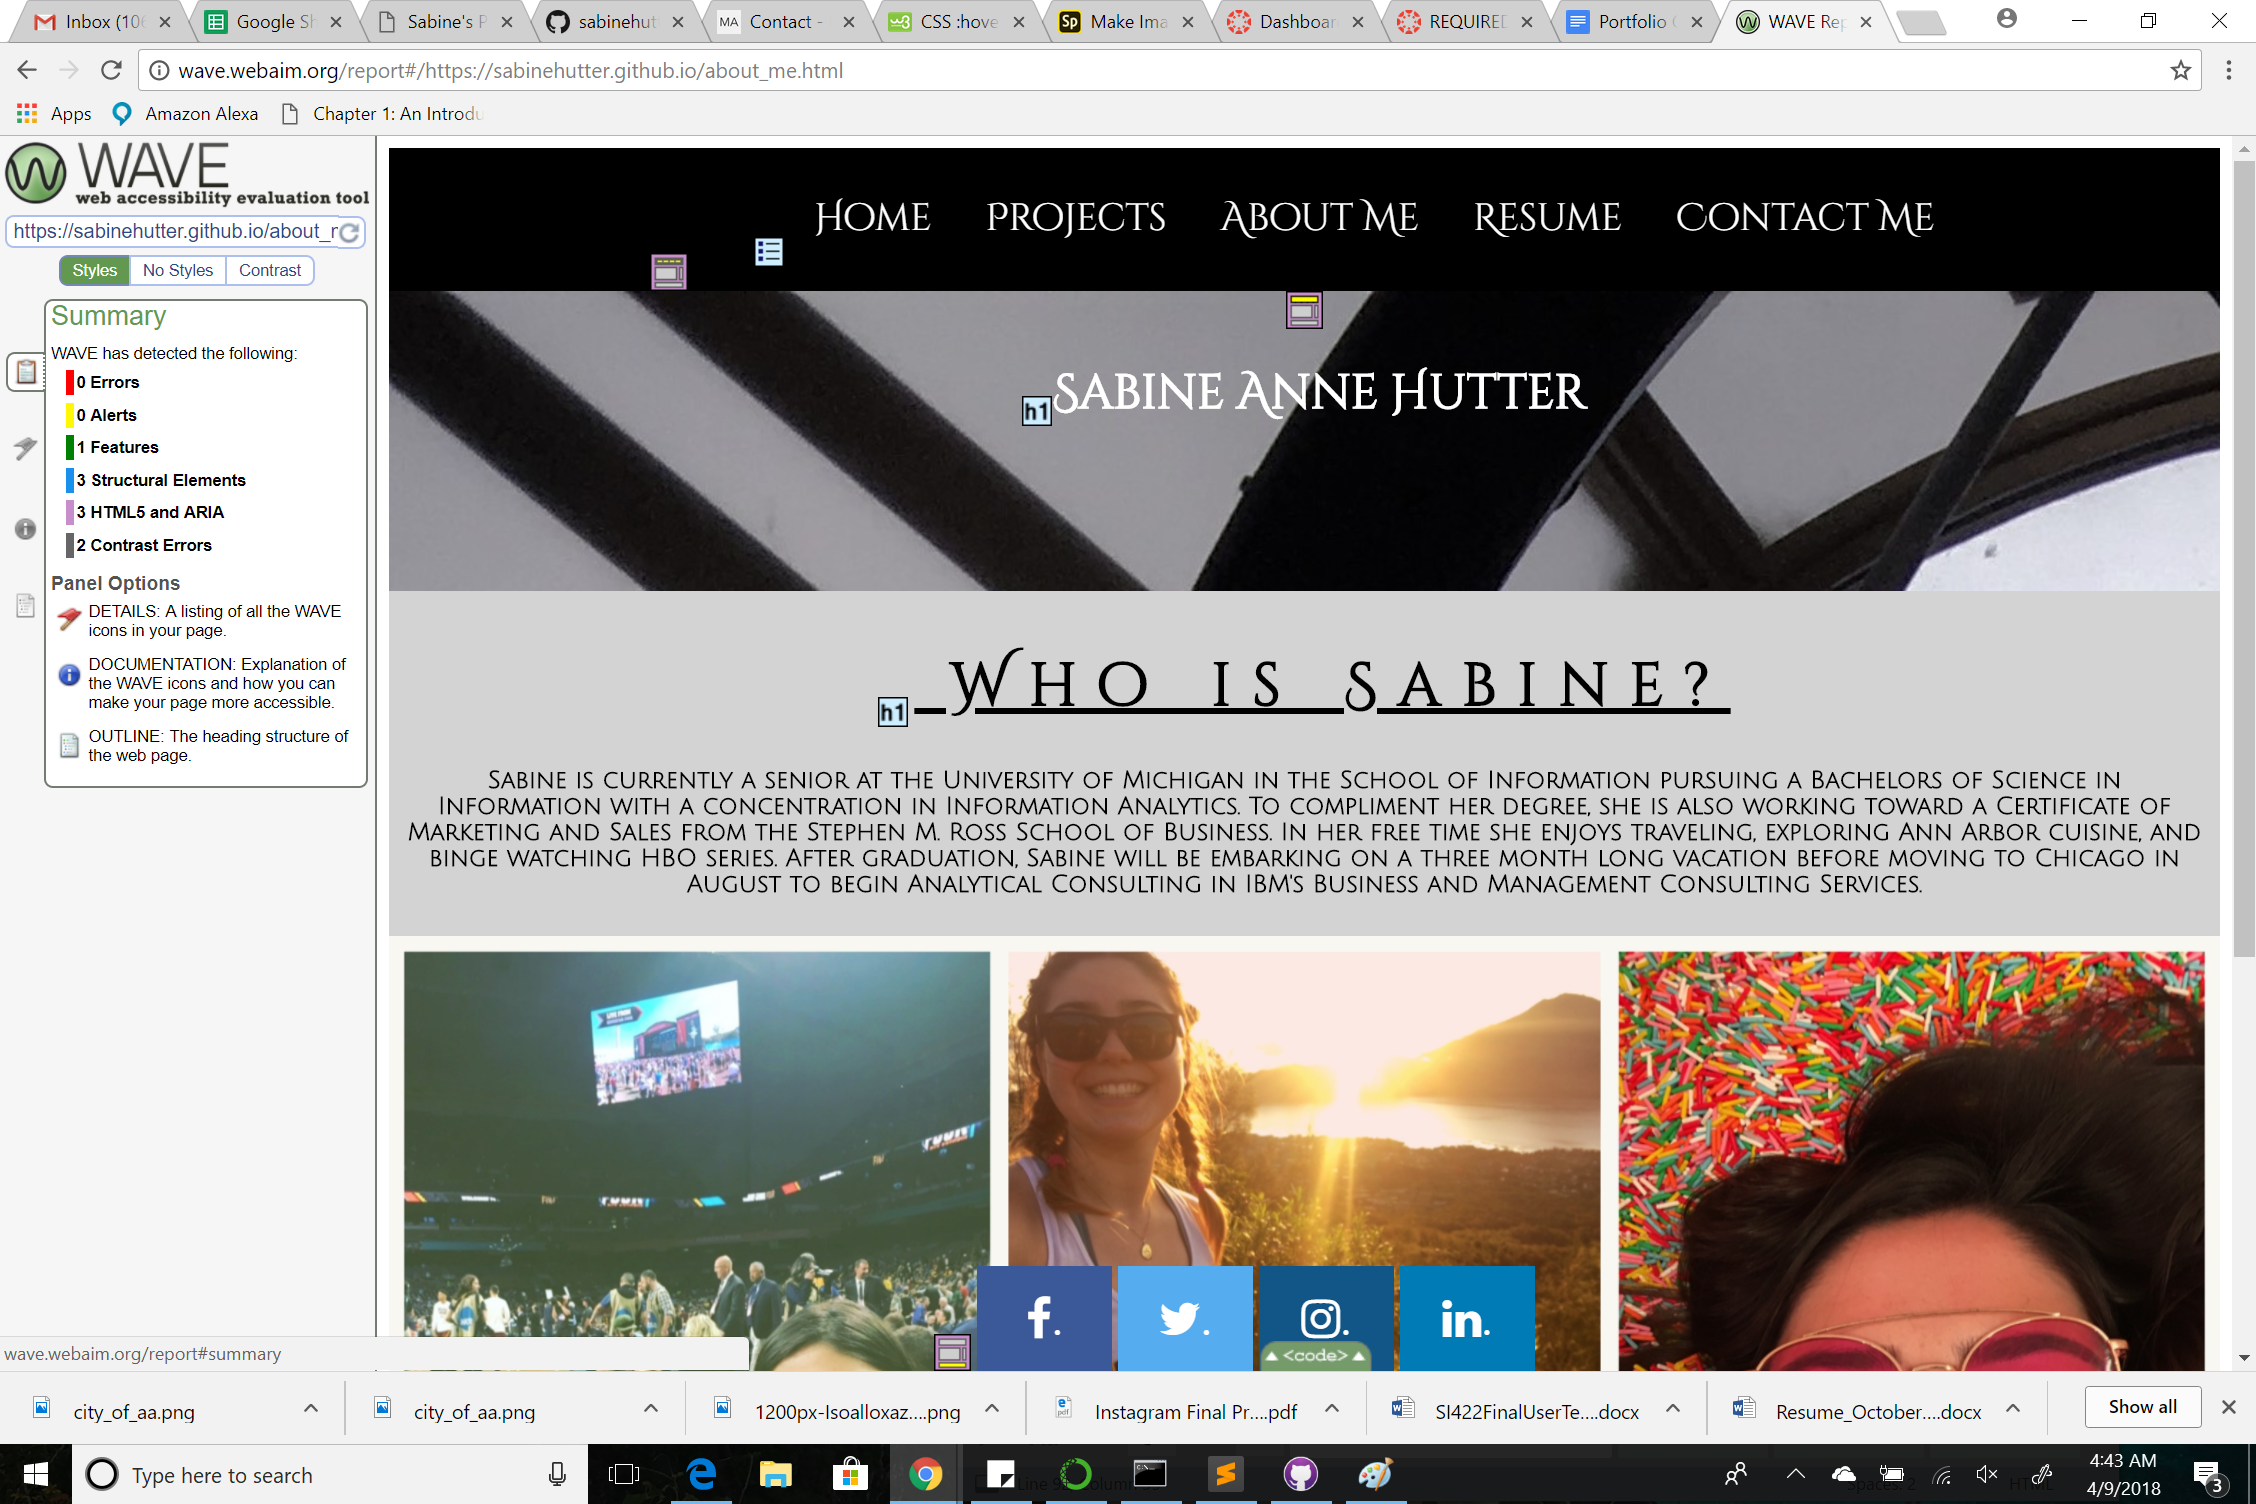 Inbox (10
Google Sh
Sabine's P
sabinehut
Contact -
CSS :hove
Make Ima
Dashboar
REQUIRED
Portfolio
WAVE Rep
wave.webaim.org/report#/https://sabinehutter.github.io/about_me.html
Apps
Amazon Alexa
Chapter 1: An Introdu
WAVE
web accessibility evaluation tool
https://sabinehutter.github.io/about_r
Styles
No Styles
Contrast
Summary
WAVE has detected the following:
0 Errors
0 Alerts
1 Features
3 Structural Elements
3 HTML5 and ARIA
2 Contrast Errors
Panel Options
DETAILS: A listing of all the WAVE
icons in your page.
DOCUMENTATION: Explanation of
the WAVE icons and how you can
make your page more accessible.
OUTLINE: The heading structure of
the web page.
Home Projects About Me Resume Contact Me
h1 Sabine Anne Hutter
h1 Who is Sabine?
Sabine is currently a senior at the University of Michigan in the School of Information pursuing a Bachelors of Science in
Information with a concentration in Information Analytics. To compliment her degree, she is also working toward a Certificate of
Marketing and Sales from the Stephen M. Ross School of Business. In her free time she enjoys traveling, exploring Ann Arbor cuisine, and
binge watching HBO series. After graduation, Sabine will be embarking on a three month long vacation before moving to Chicago in
August to begin Analytical Consulting in IBM's Business and Management Consulting Services.
f.
.
.
in.
<code>
wave.webaim.org/report#summary
city_of_aa.png
city_of_aa.png
1200px-Isoalloxaz....png
Instagram Final Pr....pdf
SI422FinalUserTe....docx
Resume_October....docx
Show all
Type here to search
4:43 AM
4/9/2018
3